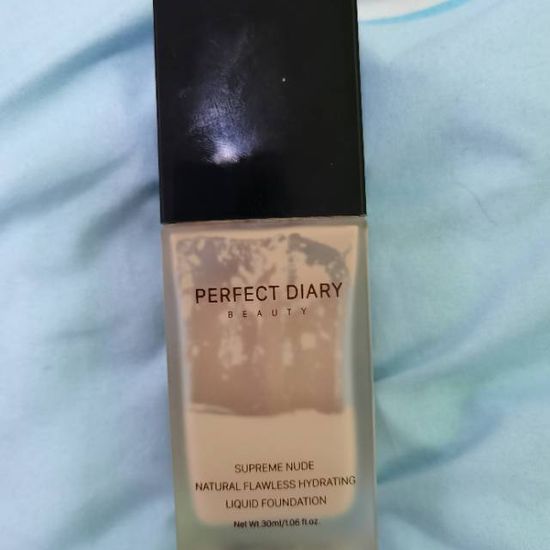 PERFECT DIARY
BEAUTY
SUPREME NUDE
NATURAL FLAWLESS HYDRATING
LIQUID FOUNDATION
Net Wt.30ml/1.06 fl.oz.